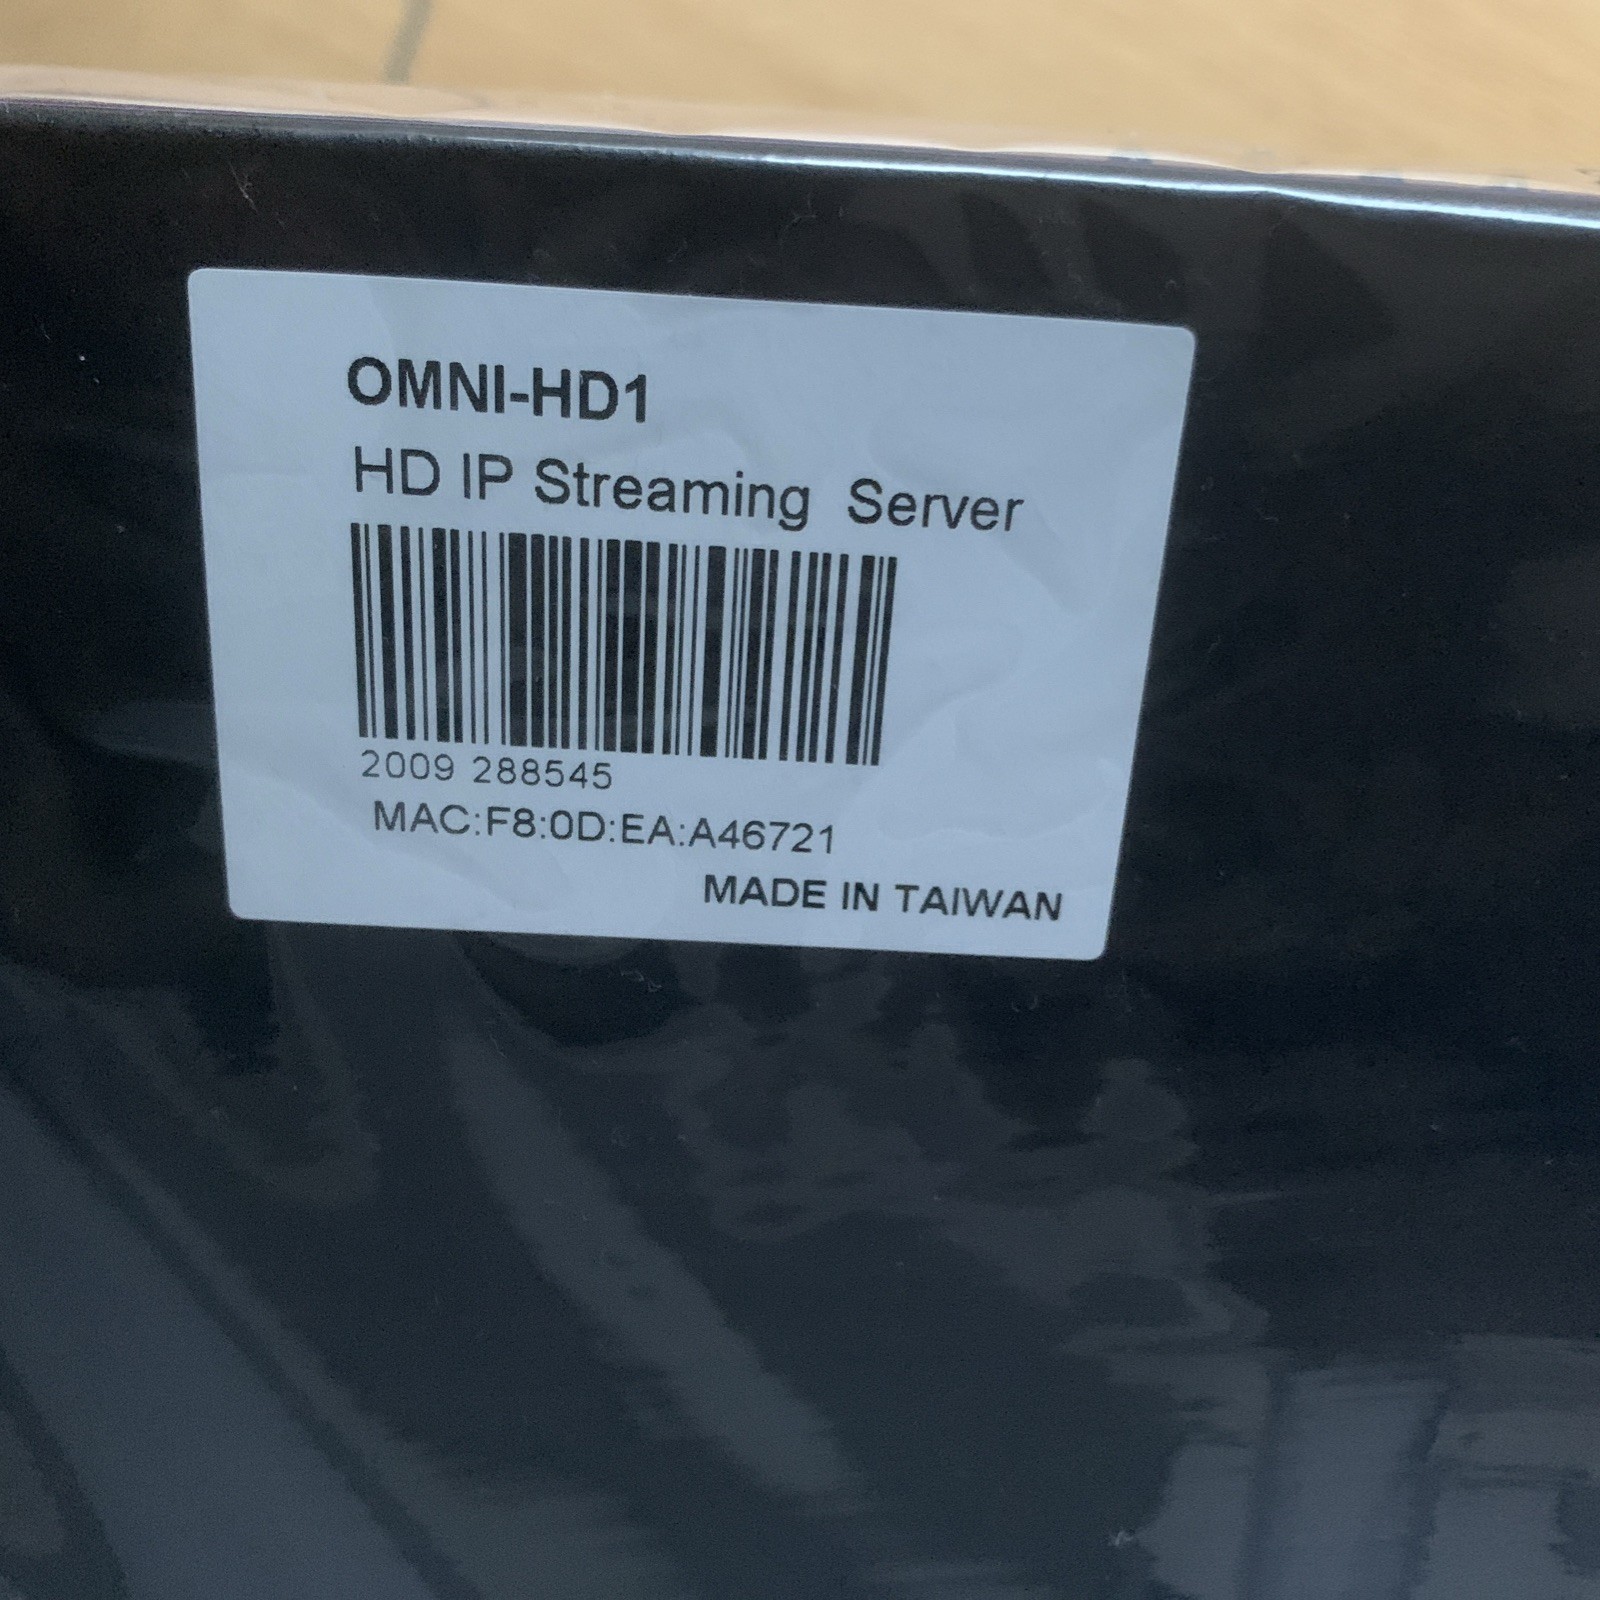 OMNI-HD1
HD IP Streaming Server
2009 288545
MAC:F8:0D:EA:A46721
MADE IN TAIWAN